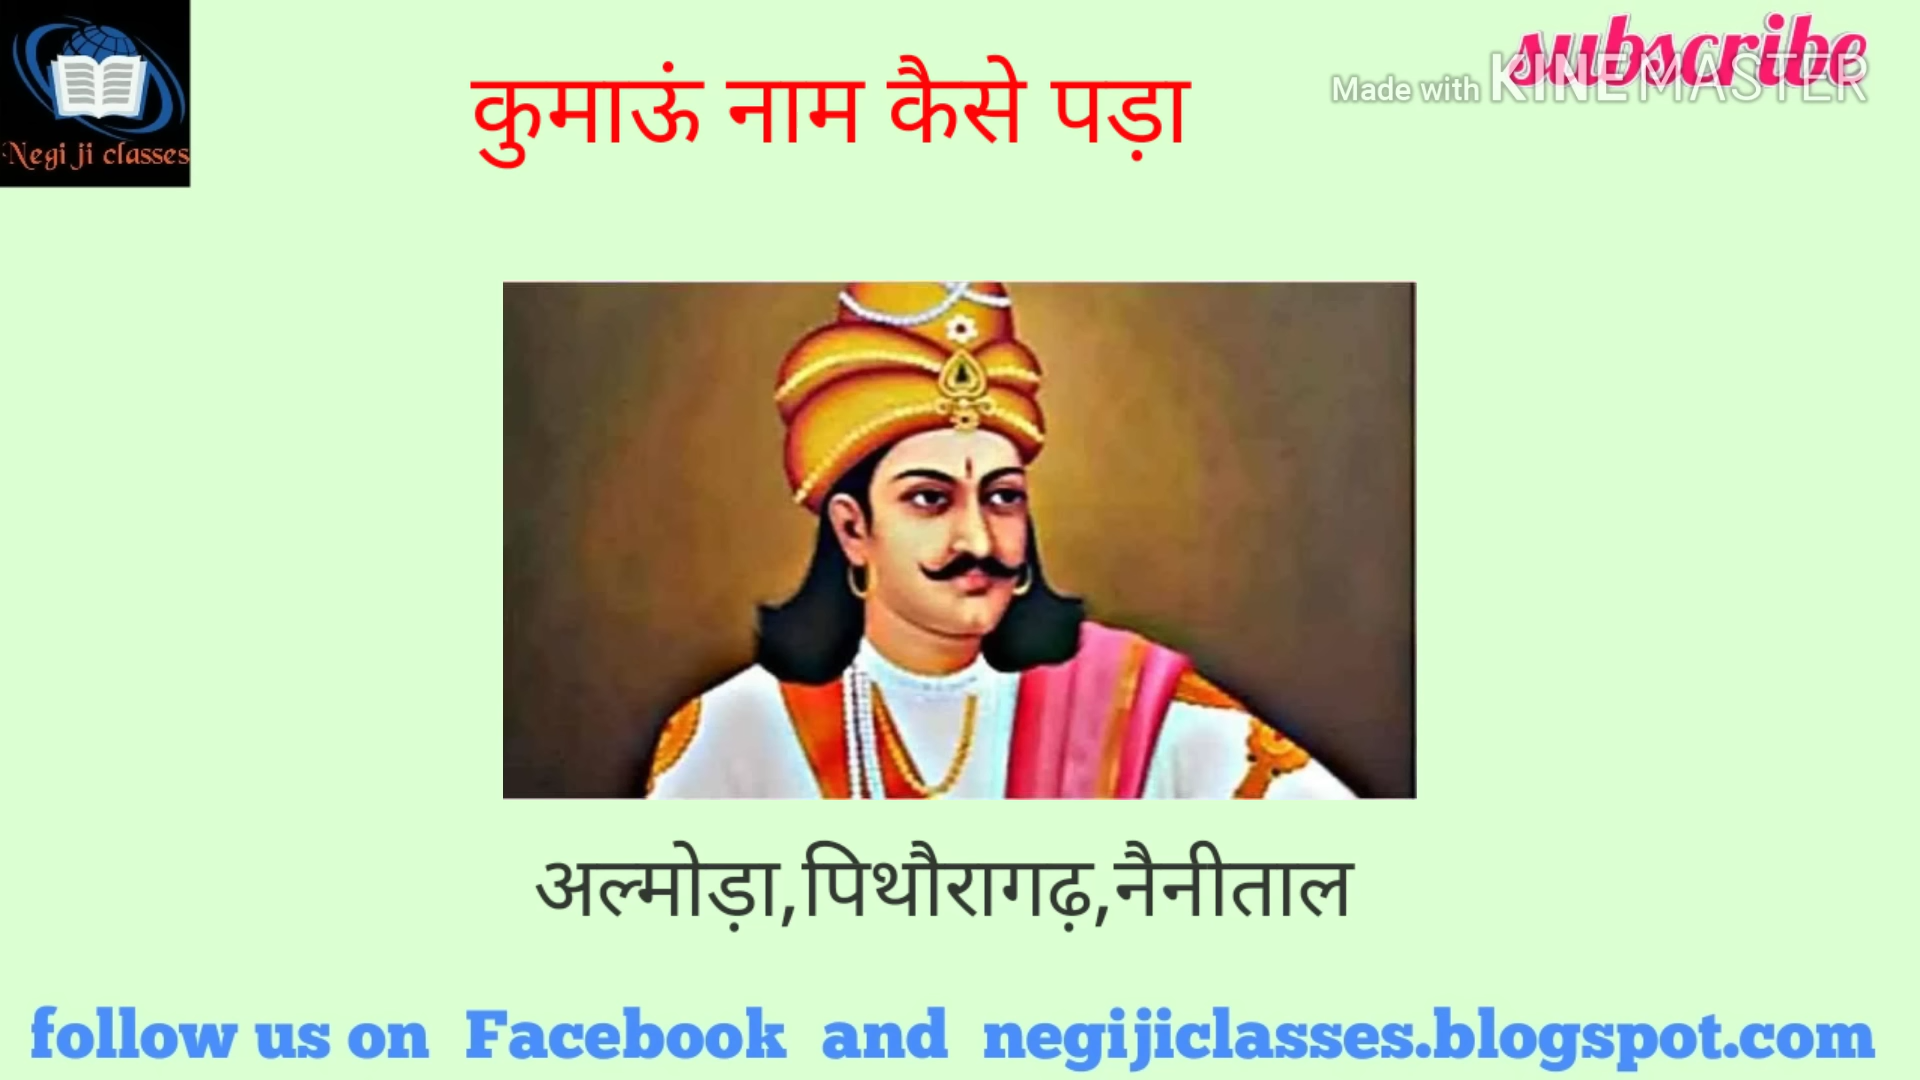 Negi ji classes
कुमाऊं नाम कैसे पड़ा
subscribe
Made with KINEMASTER
अल्मोड़ा,पिथौरागढ़,नैनीताल
follow us on Facebook and negijiclasses.blogspot.com